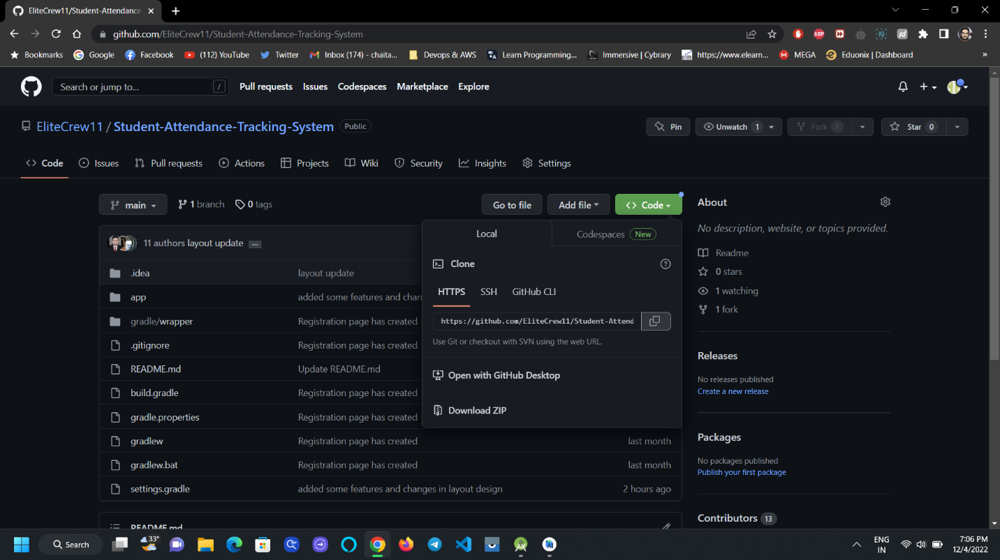 EliteCrew11/Student-Attendance
github.com/EliteCrew11/Student-Attendance-Tracking-System
ABP
sd
Bookmarks Google Facebook (112) YouTube Twitter Inbox (174) - chaita... Devops & AWS Learn Programming... Immersive | Cybrary https://www.elearn... MEGA Eduonix | Dashboard »
Search or jump to... / Pull requests Issues Codespaces Marketplace Explore
EliteCrew11 / Student-Attendance-Tracking-System Public Pin Unwatch 1 Fork 1 Star 0
Code Issues Pull requests Actions Projects Wiki Security Insights Settings
main 1 branch 0 tags Go to file Add file Code
11 authors layout update ...
.idea layout update
app added some features and chan
gradle/wrapper Registration page has created
.gitignore Registration page has created
README.md Update README.md
build.gradle Registration page has created
gradle.properties Registration page has created
gradlew Registration page has created last month
gradlew.bat Registration page has created last month
settings.gradle added some features and changes in layout design 2 hours ago
README.md
Local Codespaces New
Clone
HTTPS SSH GitHub CLI
https://github.com/EliteCrew11/Student-Attend
Use Git or checkout with SVN using the web URL.
Open with GitHub Desktop
Download ZIP
About
No description, website, or topics provided.
Readme
0 stars
1 watching
1 fork
Releases
No releases published
Create a new release
Packages
No packages published
Publish your first package
Contributors 13
Search 33° ENG
IN
7:06 PM
12/4/2022